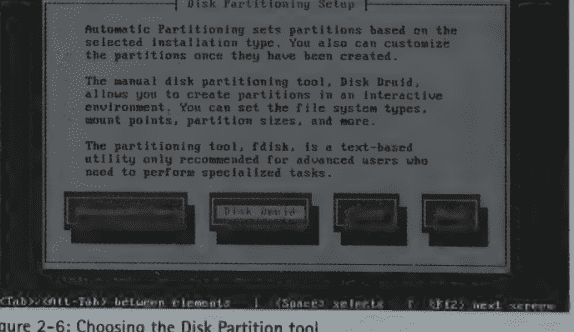 Disk Partitioning Setup
Automatic Partitioning sets partitions based on the
selected installation type. You also can customize
the partitions once they have been created.
The manual disk partitioning tool, Disk Druid,
allows you to create partitions in an interactive
environment. You can set the file system types,
mount points, partition sizes, and more.
The partitioning tool, fdisk, is a text-based
utility only recommended for advanced users who
need to perform specialized tasks.
Disk Druid
<Tab>/<Alt-Tab> between elements | <Space> selects | <F12> next screen
gure 2-6: Choosing the Disk Partition tool